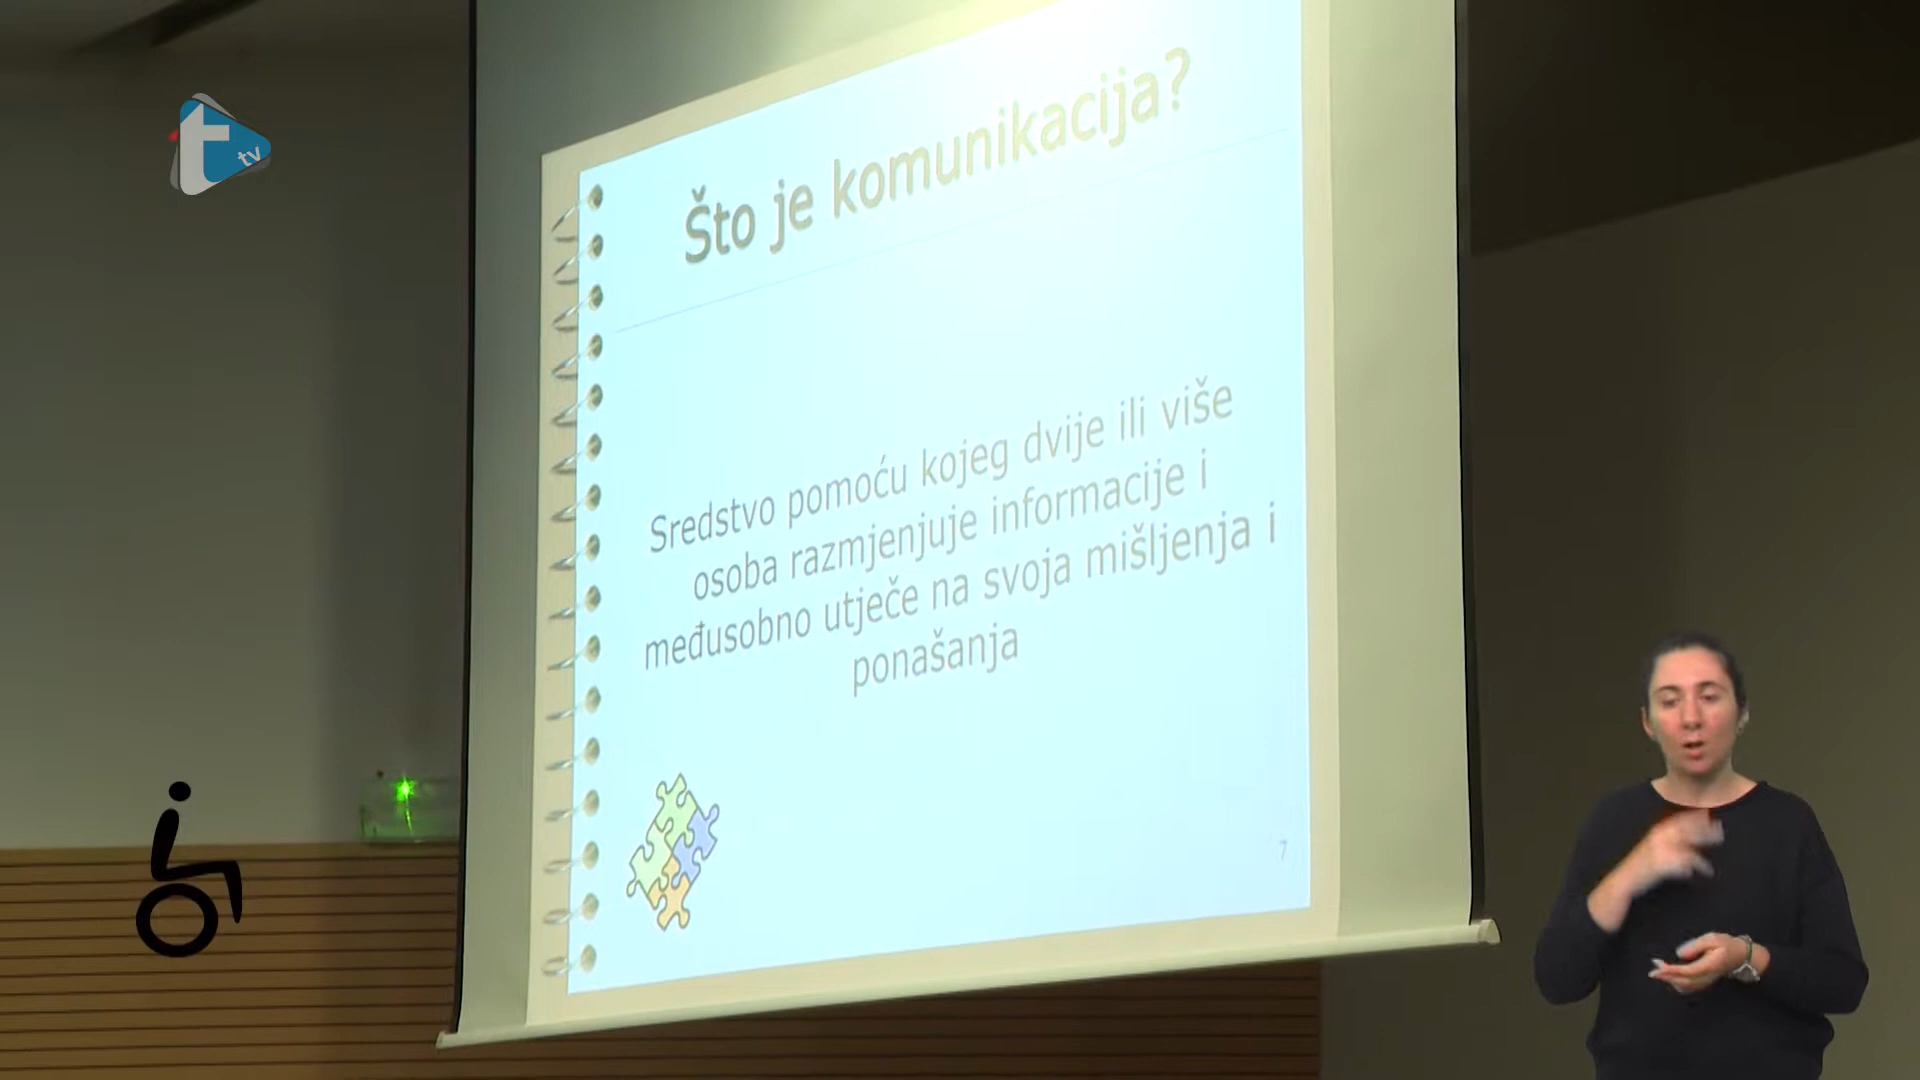 t tv
Što je komunikacija?
Sredstvo pomoću kojeg dvije ili više
osoba razmjenjuje informacije i
međusobno utječe na svoja mišljenja i
ponašanja
7